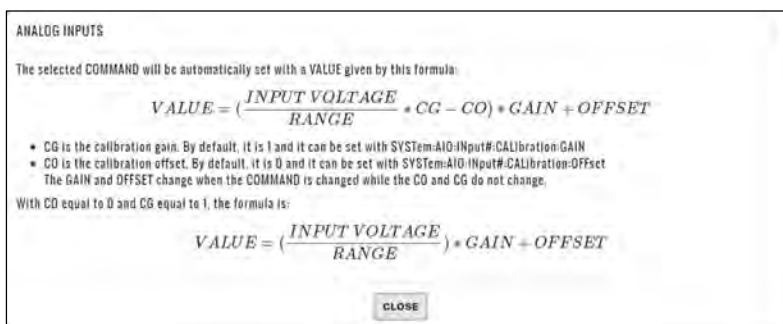 ANALOG INPUTS
The selected COMMAND will be automatically set with a VALUE given by this formula:
VALUE = (INPUT VOLTAGE / RANGE * CG - CO) * GAIN + OFFSET
• CG is the calibration gain. By default, it is 1 and it can be set with SYSTem:AIO:INput#:CALIbration:GAIN
• CO is the calibration offset. By default, it is 0 and it can be set with SYSTem:AIO:INput#:CALIbration:OFFset
The GAIN and OFFSET change when the COMMAND is changed while the CO and CG do not change.
With CO equal to 0 and CG equal to 1, the formula is:
VALUE = (INPUT VOLTAGE / RANGE) * GAIN + OFFSET
CLOSE